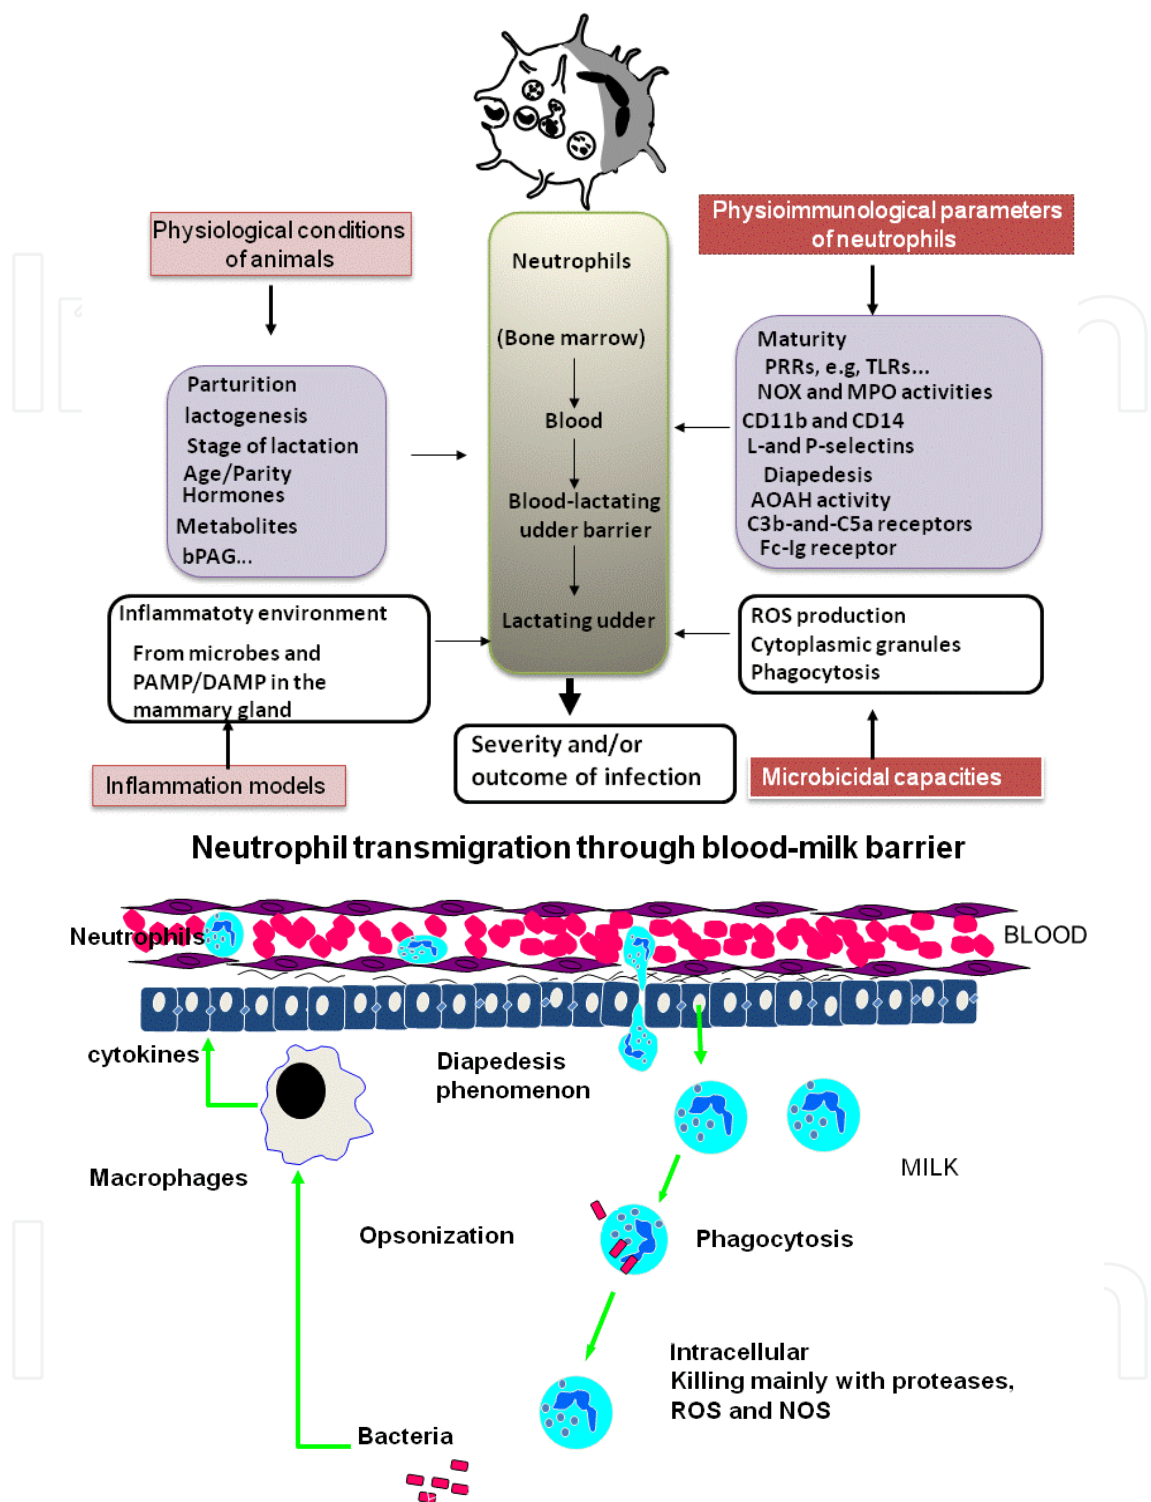 Physiological conditions
of animals
Parturition
lactogenesis
Stage of lactation
Age/Parity
Hormones
Metabolites
bPAG...
Inflammatoty environment
From microbes and
PAMP/DAMP in the
mammary gland
Inflammation models
Neutrophils
(Bone marrow)
Blood
Blood-lactating
udder barrier
Lactating udder
Severity and/or
outcome of infection
Physioimmunological parameters
of neutrophils
Maturity
PRRs, e.g, TLRs...
NOX and MPO activities
CD11b and CD14
L-and P-selectins
Diapedesis
AOAH activity
C3b-and-C5a receptors
Fc-Ig receptor
ROS production
Cytoplasmic granules
Phagocytosis
Microbicidal capacities
Neutrophil transmigration through blood-milk barrier
Neutrophils
BLOOD
cytokines
Diapedesis
phenomenon
Macrophages
MILK
Opsonization
Phagocytosis
Intracellular
Killing mainly with proteases,
ROS and NOS
Bacteria